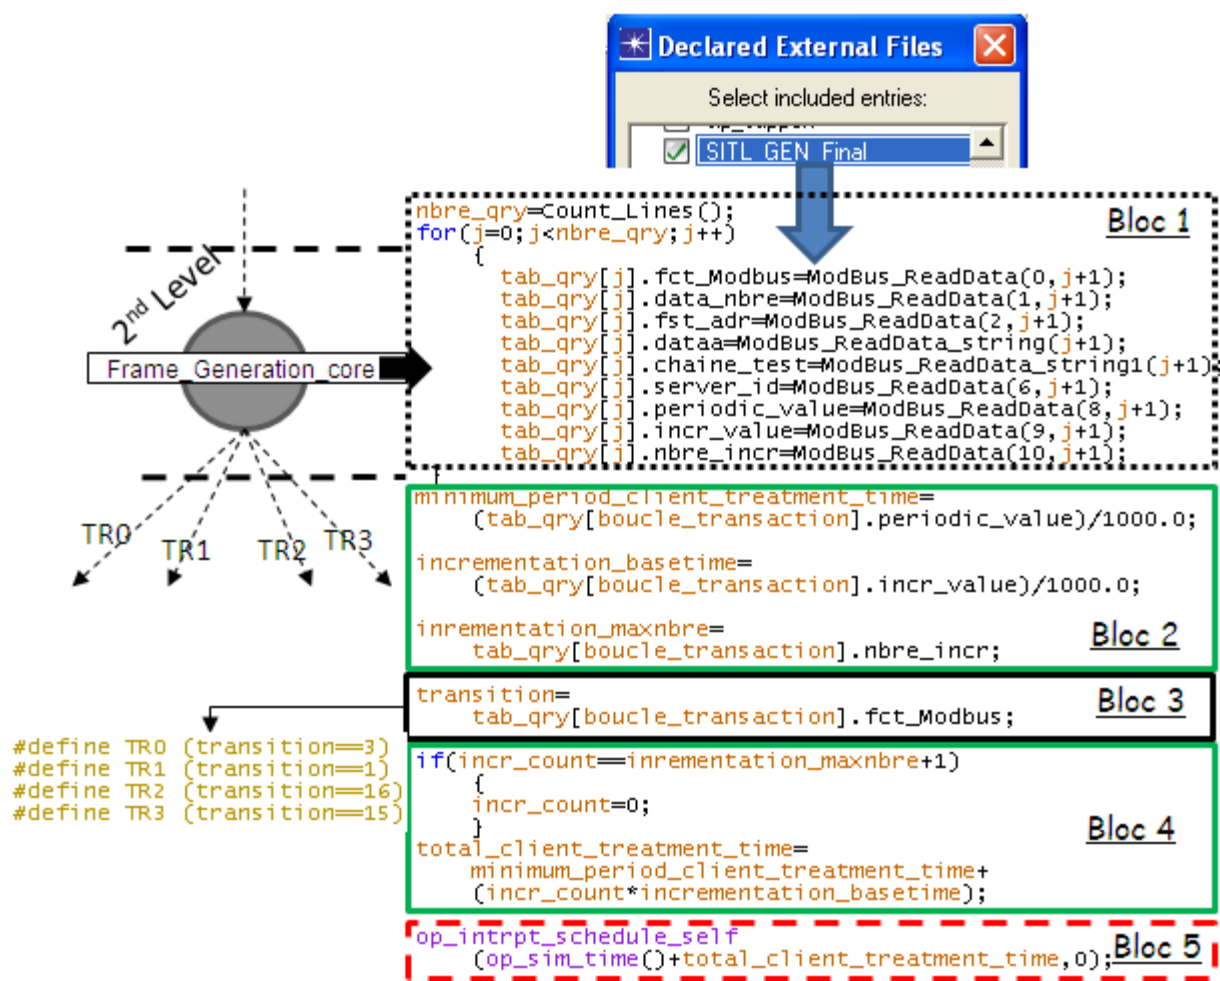 Declared External Files
Select included entries:
SITL_GEN_Final
nbre_qry=Count_Lines();
for(j=0;j<nbre_qry;j++)
{
tab_qry[j].fct_Modbus=ModBus_ReadData(0,j+1);
tab_qry[j].data_nbre=ModBus_ReadData(1,j+1);
tab_qry[j].fst_adr=ModBus_ReadData(2,j+1);
tab_qry[j].dataa=ModBus_ReadData_string(j+1);
tab_qry[j].chaine_test=ModBus_ReadData_string1(j+1);
tab_qry[j].server_id=ModBus_ReadData(6,j+1);
tab_qry[j].periodic_value=ModBus_ReadData(8,j+1);
tab_qry[j].incr_value=ModBus_ReadData(9,j+1);
tab_qry[j].nbre_incr=ModBus_ReadData(10,j+1);
}
Bloc 1
2nd Level
Frame_Generation_core
TR0
TR1
TR2
TR3
minimum_period_client_treatment_time=
(tab_qry[boucle_transaction].periodic_value)/1000.0;
incrementation_basetime=
(tab_qry[boucle_transaction].incr_value)/1000.0;
inrementation_maxnbre=
tab_qry[boucle_transaction].nbre_incr;
Bloc 2
transition=
tab_qry[boucle_transaction].fct_Modbus;
Bloc 3
#define TR0 (transition==3)
#define TR1 (transition==1)
#define TR2 (transition==16)
#define TR3 (transition==15)
if(incr_count==inrementation_maxnbre+1)
{
incr_count=0;
}
total_client_treatment_time=
minimum_period_client_treatment_time+
(incr_count*incrementation_basetime);
Bloc 4
op_intrpt_schedule_self
(op_sim_time()+total_client_treatment_time,0);
Bloc 5